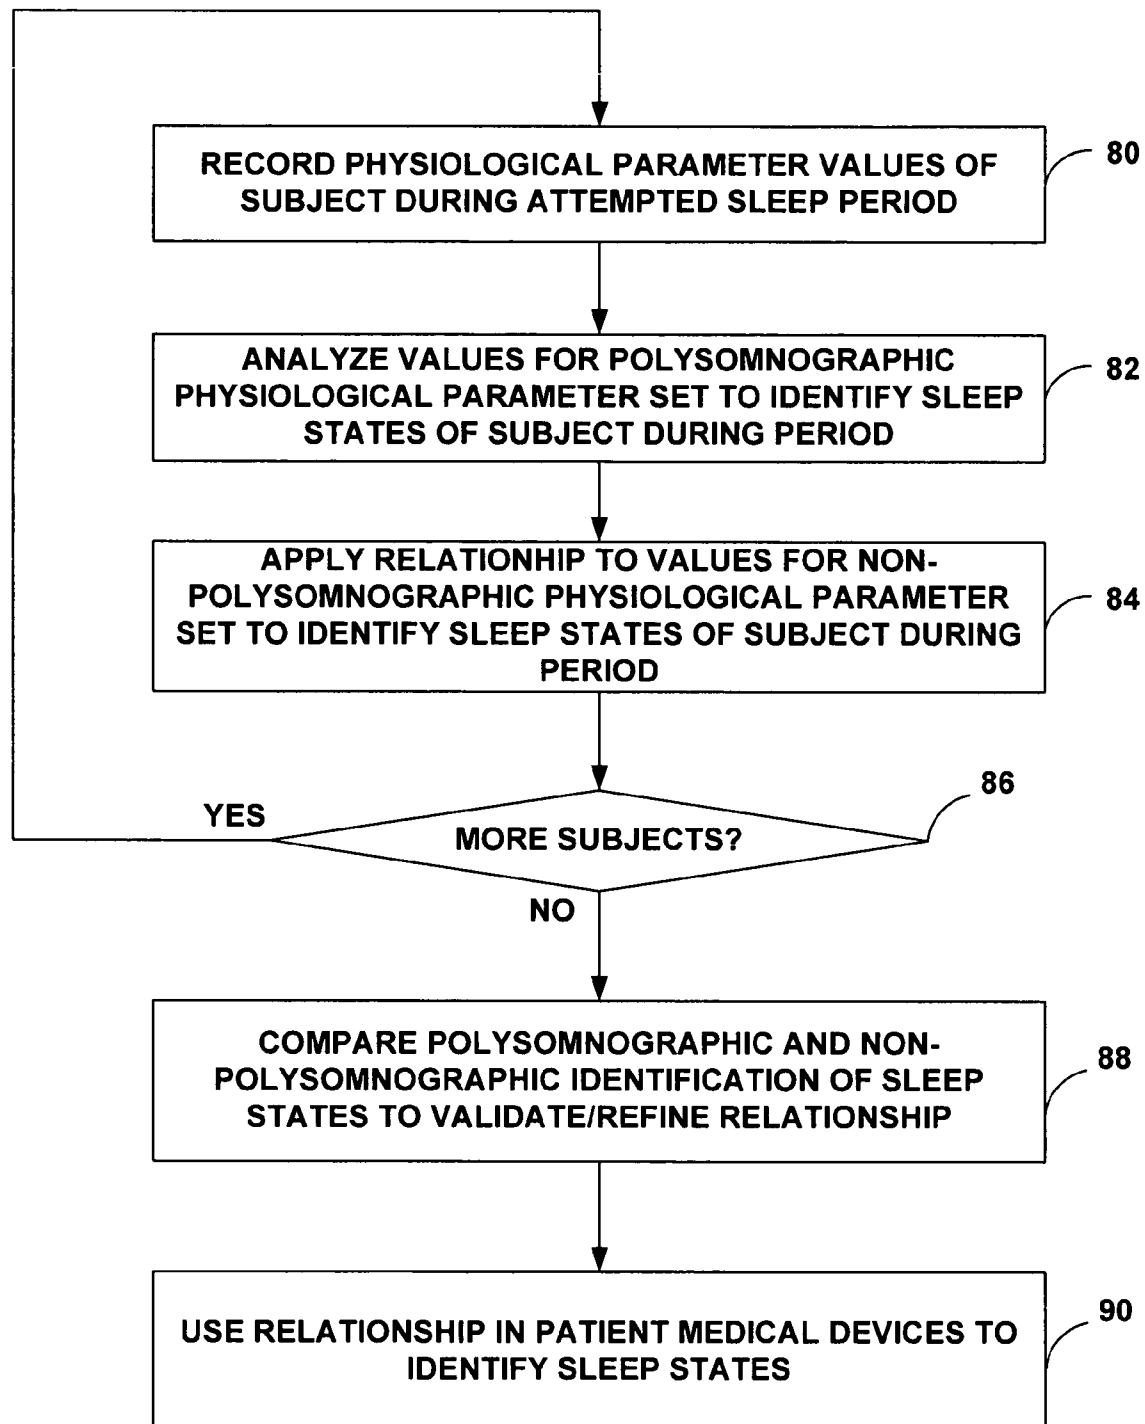 RECORD PHYSIOLOGICAL PARAMETER VALUES OF
SUBJECT DURING ATTEMPTED SLEEP PERIOD
80
ANALYZE VALUES FOR POLYSOMNOGRAPHIC
PHYSIOLOGICAL PARAMETER SET TO IDENTIFY SLEEP
STATES OF SUBJECT DURING PERIOD
82
APPLY RELATIONHIP TO VALUES FOR NON-
POLYSOMNOGRAPHIC PHYSIOLOGICAL PARAMETER
SET TO IDENTIFY SLEEP STATES OF SUBJECT DURING
PERIOD
84
86
YES
MORE SUBJECTS?
NO
COMPARE POLYSOMNOGRAPHIC AND NON-
POLYSOMNOGRAPHIC IDENTIFICATION OF SLEEP
STATES TO VALIDATE/REFINE RELATIONSHIP
88
USE RELATIONSHIP IN PATIENT MEDICAL DEVICES TO
IDENTIFY SLEEP STATES
90